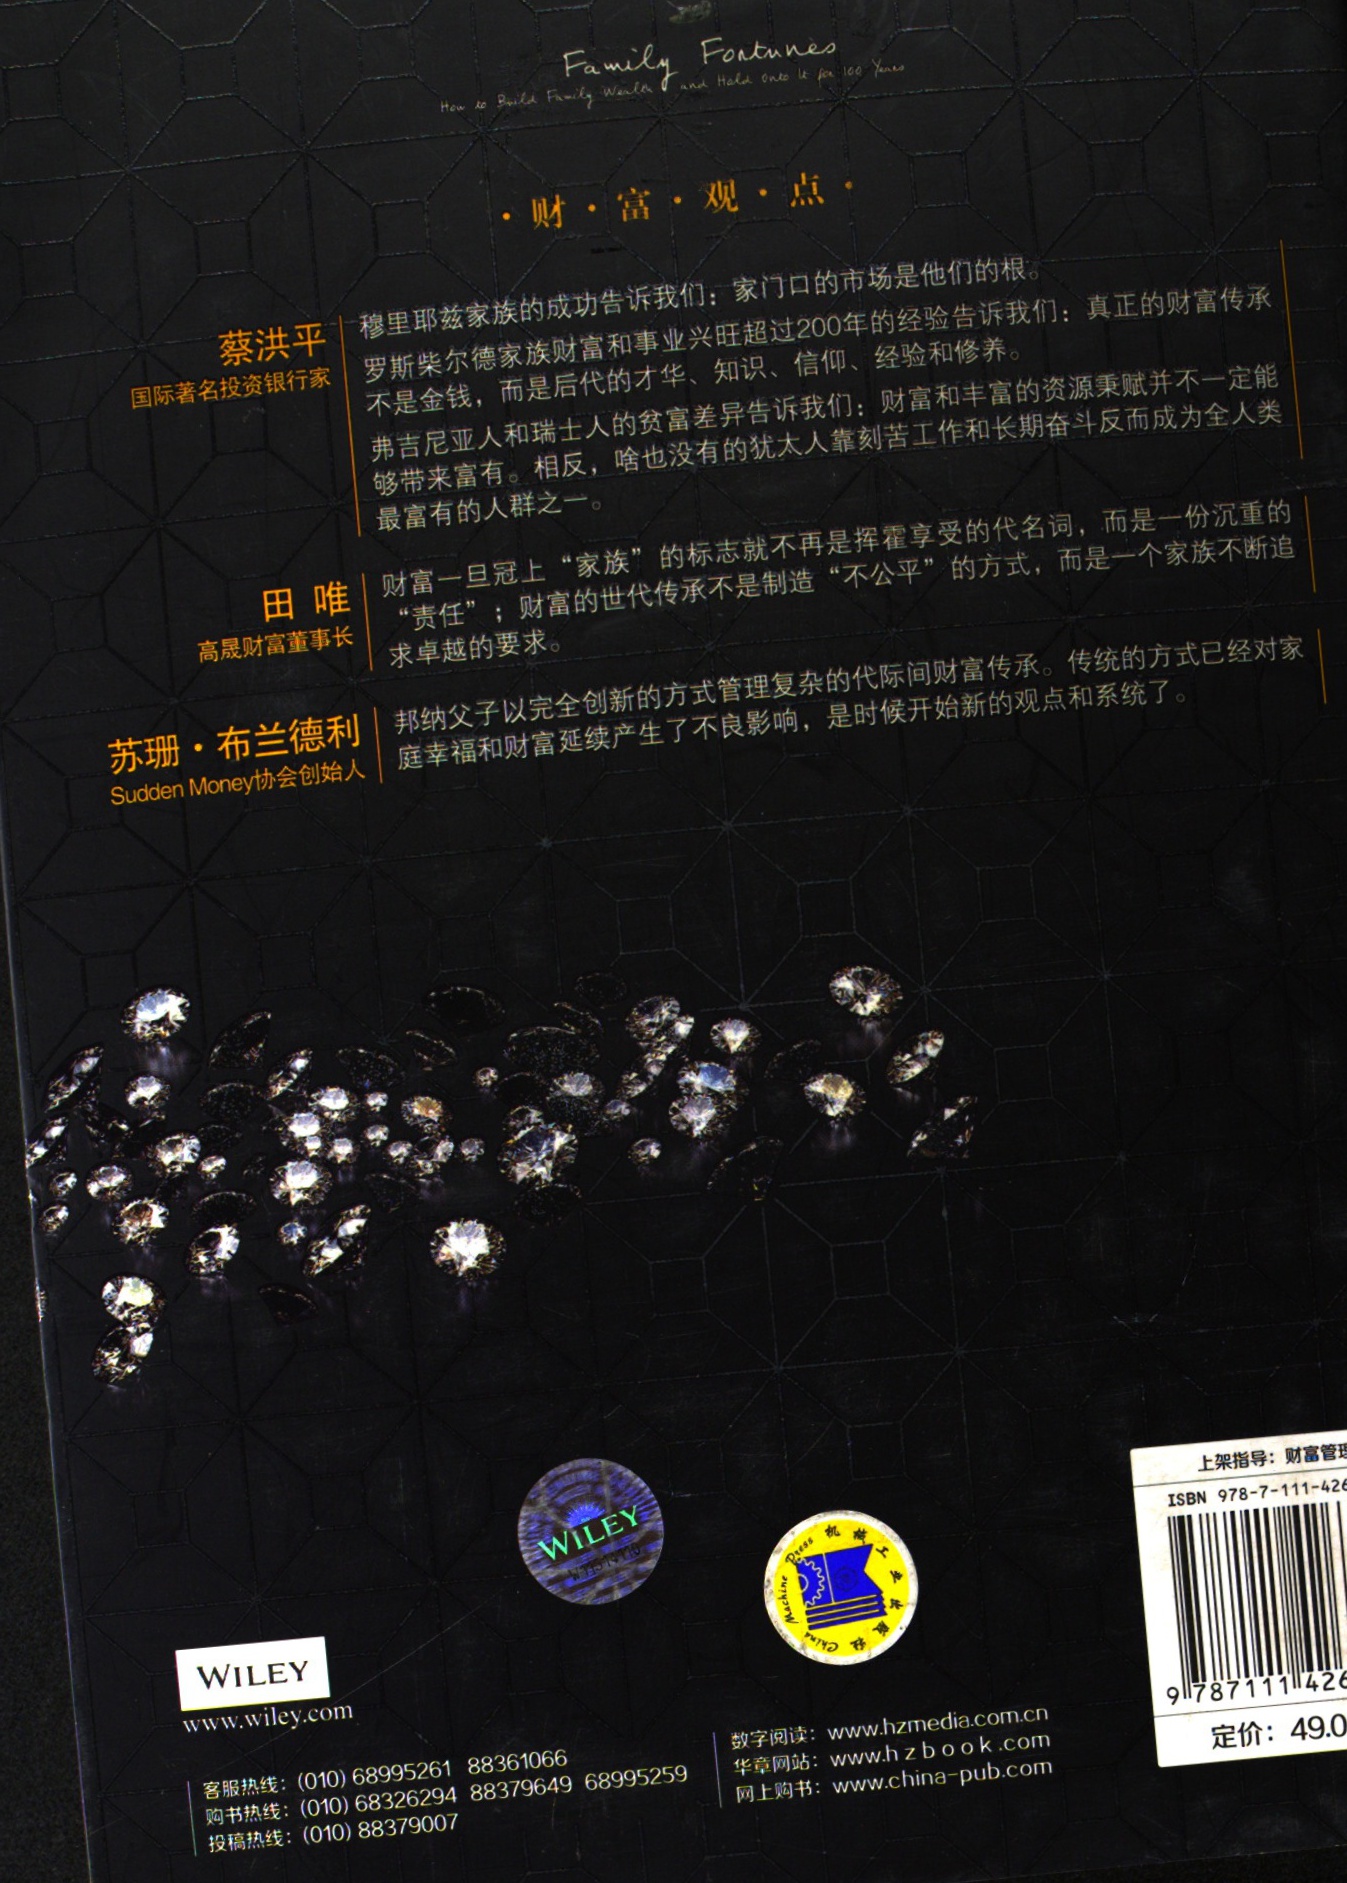 Family Fortunes
How to Build Family Wealth and Hold Onto It for 100 Years
·财·富·观·点·
蔡洪平
国际著名投资银行家
穆里耶兹家族的成功告诉我们：家门口的市场是他们的根。
罗斯柴尔德家族财富和事业兴旺超过200年的经验告诉我们：真正的财富传承
不是金钱，而是后代的才华、知识、信仰、经验和修养。
弗吉尼亚人和瑞士人的贫富差异告诉我们：财富和丰富的资源秉赋并不一定能
够带来富有。相反，啥也没有的犹太人靠刻苦工作和长期奋斗反而成为全人类
最富有的人群之一。
田 唯
高晟财富董事长
财富一旦冠上“家族”的标志就不再是挥霍享受的代名词，而是一份沉重的
“责任”；财富的世代传承不是制造“不公平”的方式，而是一个家族不断追
求卓越的要求。
苏珊·布兰德利
Sudden Money协会创始人
邦纳父子以完全创新的方式管理复杂的代际间财富传承。传统的方式已经对家
庭幸福和财富延续产生了不良影响，是时候开始新的观点和系统了。
WILEY
机械工业出版社
China Machine Press
上架指导：财富管理
ISBN 978-7-111-426
9 787111 426
定价：49.0
WILEY
www.wiley.com
客服热线：(010) 68995261 88361066
购书热线：(010) 68326294 88379649 68995259
投稿热线：(010) 88379007
数字阅读：www.hzmedia.com.cn
华章网站：www.hzbook.com
网上购书：www.china-pub.com